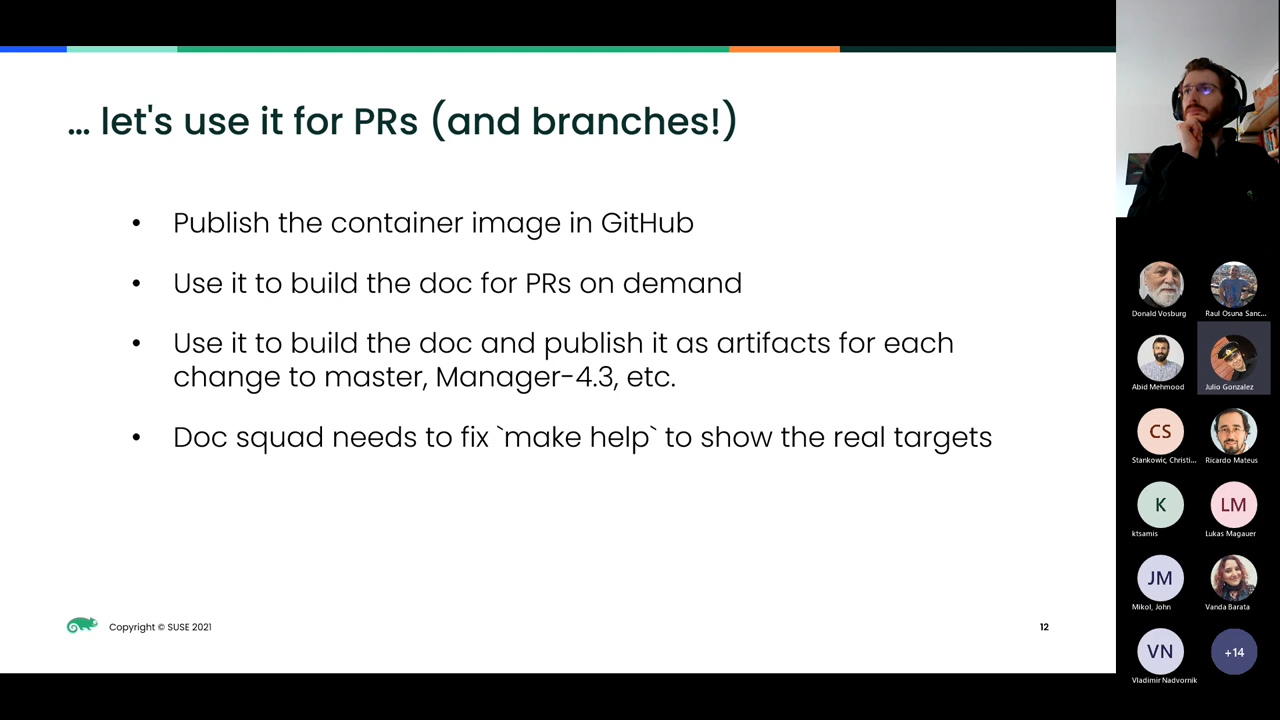 ... let's use it for PRs (and branches!)
• Publish the container image in GitHub
• Use it to build the doc for PRs on demand
• Use it to build the doc and publish it as artifacts for each
change to master, Manager-4.3, etc.
• Doc squad needs to fix `make help` to show the real targets
Copyright © SUSE 2021
12
Donald Vosburg
Raul Osuna Sanc...
Abid Mehmood
Julio Gonzalez
CS
Stankowic, Christi...
Ricardo Mateus
K
ktsamis
LM
Lukas Magauer
JM
Mikol, John
Vanda Barata
VN
Vladimir Nadvornik
+14